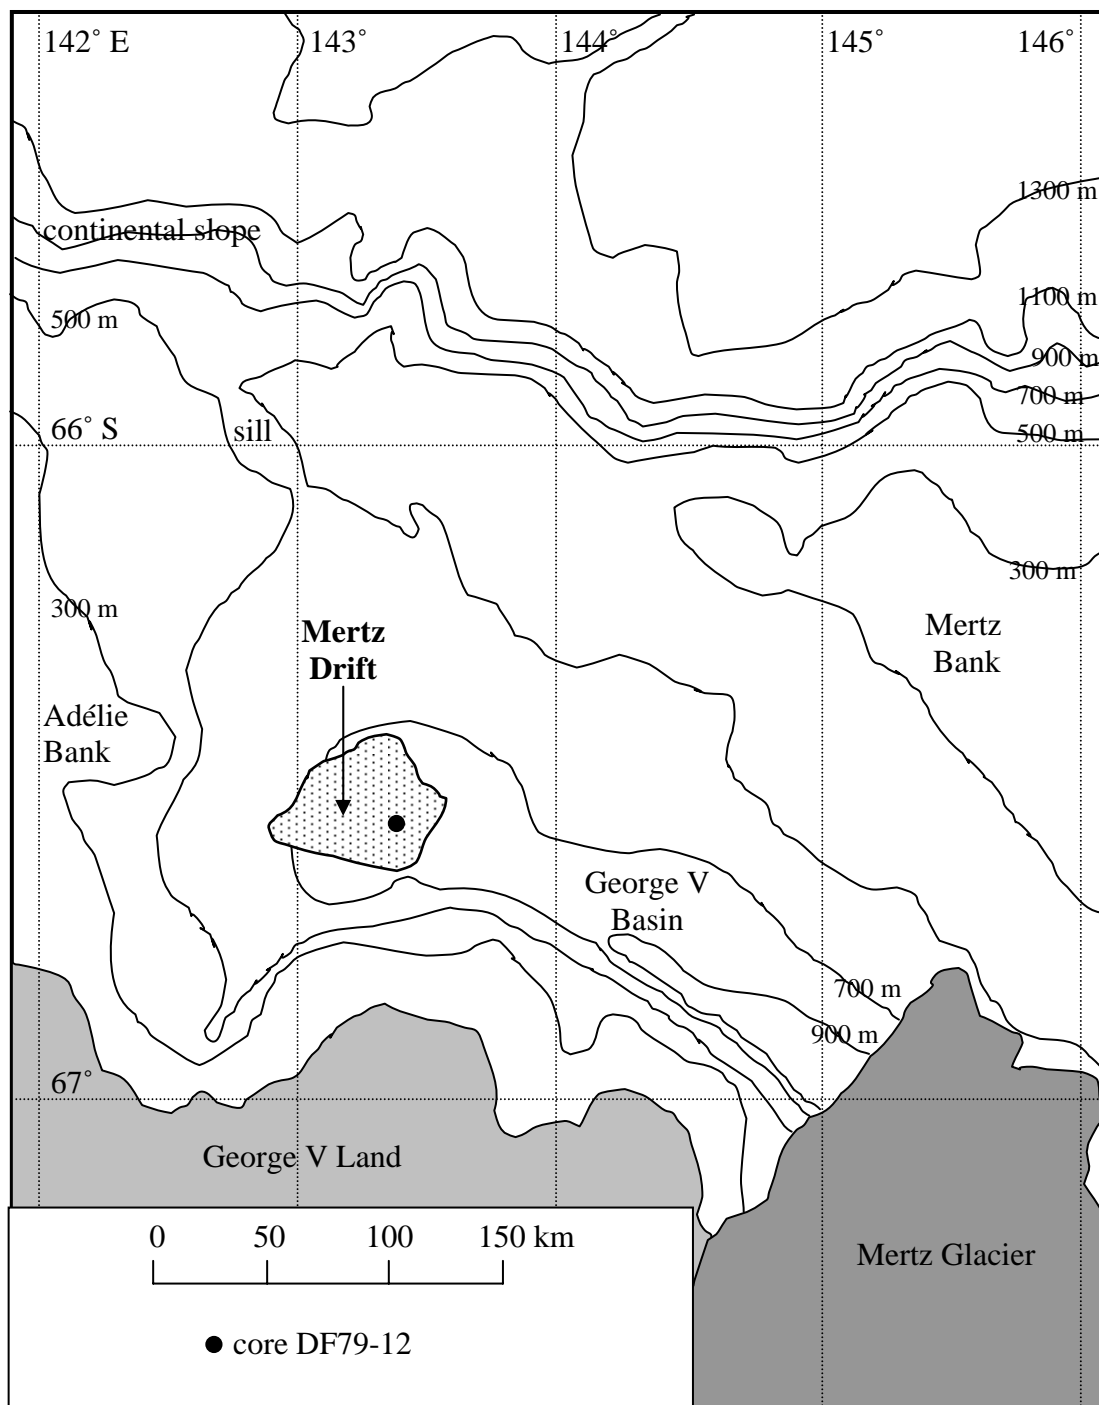 142˚ E
143˚
144˚
145˚
146˚
1300 m
continental slope
1100 m
500 m
900 m
700 m
66˚ S
sill
500 m
300 m
300 m
Mertz
Drift
Mertz
Bank
Adélie
Bank
George V
Basin
700 m
900 m
67˚
George V Land
0 50 100 150 km
Mertz Glacier
core DF79-12